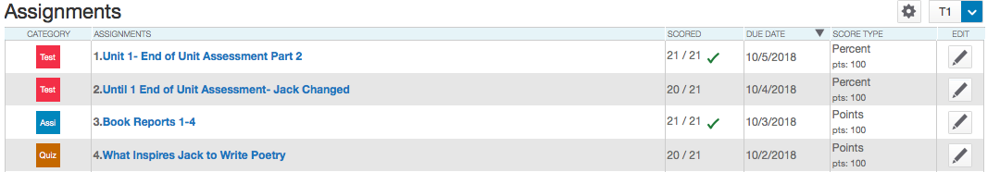 Assignments
T1
CATEGORY ASSIGNMENTS SCORED DUE DATE SCORE TYPE EDIT
Test 1.Unit 1- End of Unit Assessment Part 2 21 / 21 10/5/2018 Percent
pts: 100
Test 2.Until 1 End of Unit Assessment- Jack Changed 20 / 21 10/4/2018 Percent
pts: 100
Assi 3.Book Reports 1-4 21 / 21 10/3/2018 Points
pts: 100
Quiz 4.What Inspires Jack to Write Poetry 20 / 21 10/2/2018 Points
pts: 100